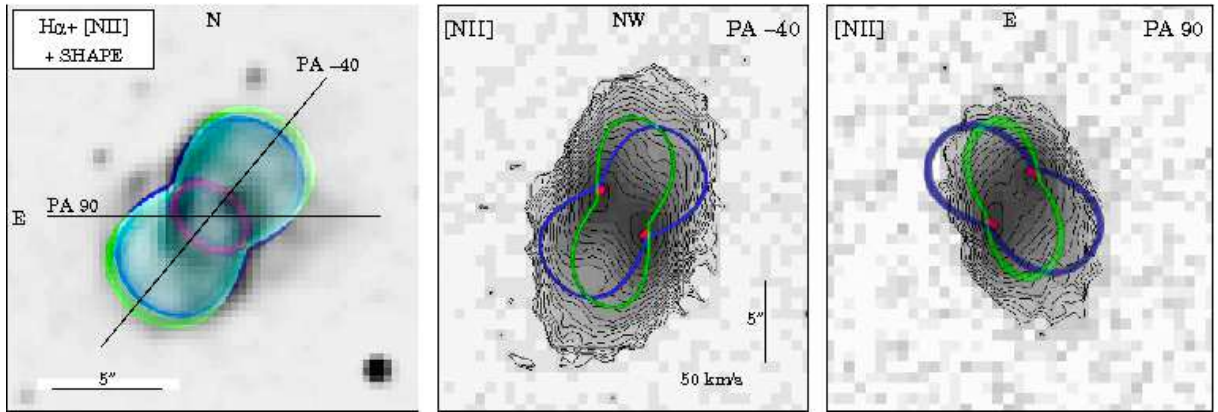 Hα+ [NII]
+ SHAPE
N
PA –40
PA 90
E
5"
[NII]
NW
PA –40
5"
50 km/s
[NII]
E
PA 90